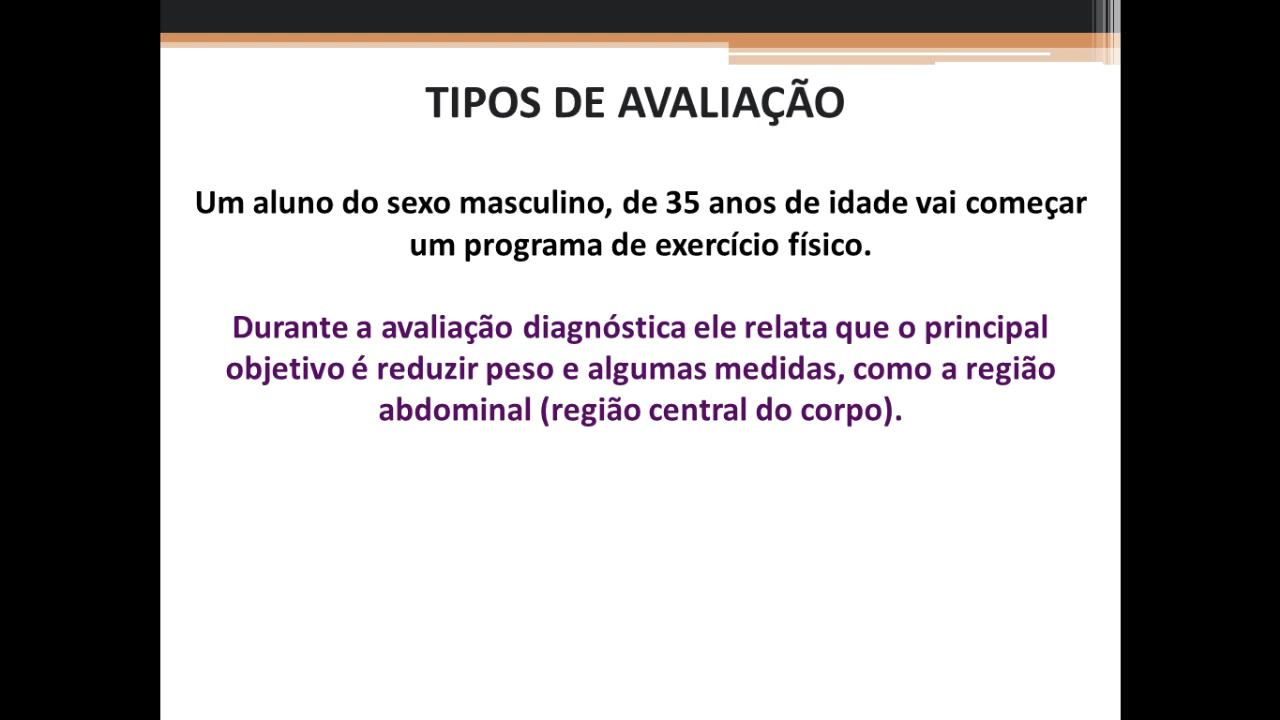 TIPOS DE AVALIAÇÃO
Um aluno do sexo masculino, de 35 anos de idade vai começar
um programa de exercício físico.
Durante a avaliação diagnóstica ele relata que o principal
objetivo é reduzir peso e algumas medidas, como a região
abdominal (região central do corpo).